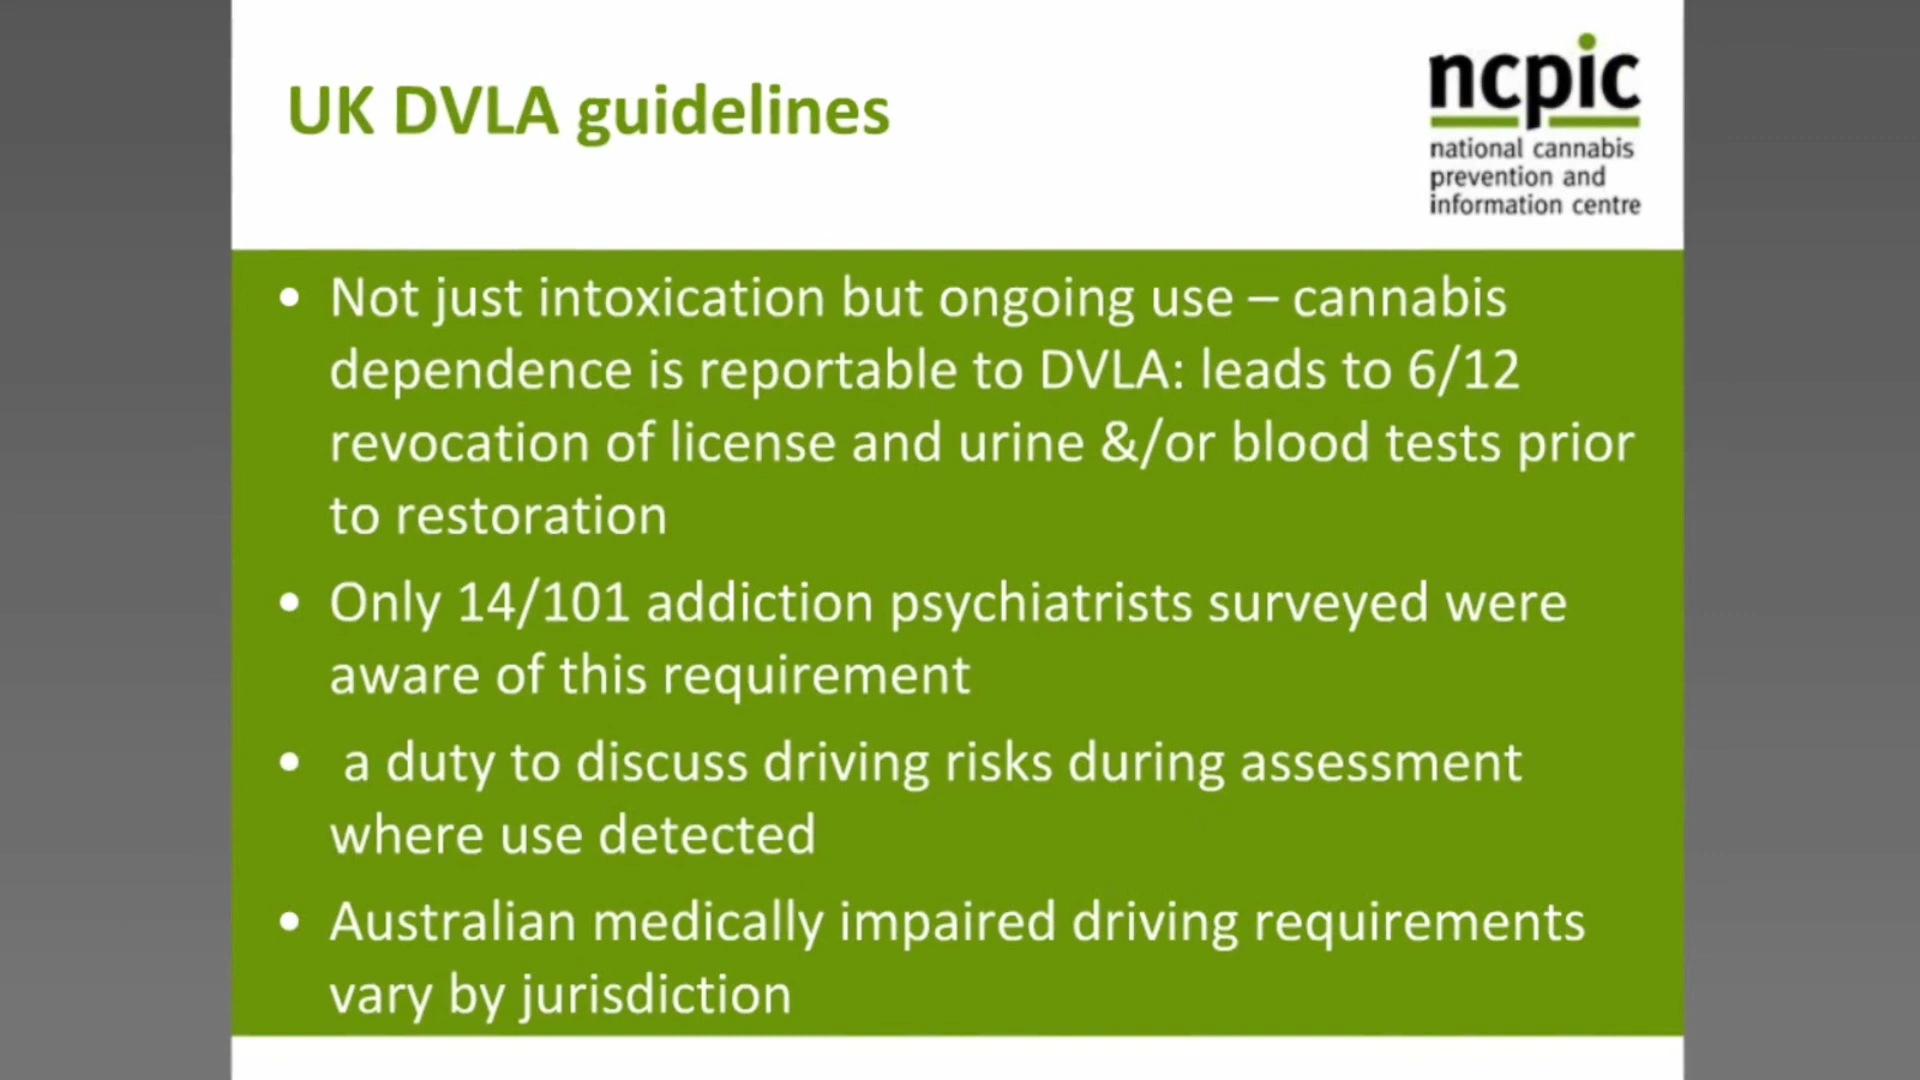 UK DVLA guidelines
ncpic
national cannabis
prevention and
information centre
• Not just intoxication but ongoing use – cannabis
dependence is reportable to DVLA: leads to 6/12
revocation of license and urine &/or blood tests prior
to restoration
• Only 14/101 addiction psychiatrists surveyed were
aware of this requirement
• a duty to discuss driving risks during assessment
where use detected
• Australian medically impaired driving requirements
vary by jurisdiction